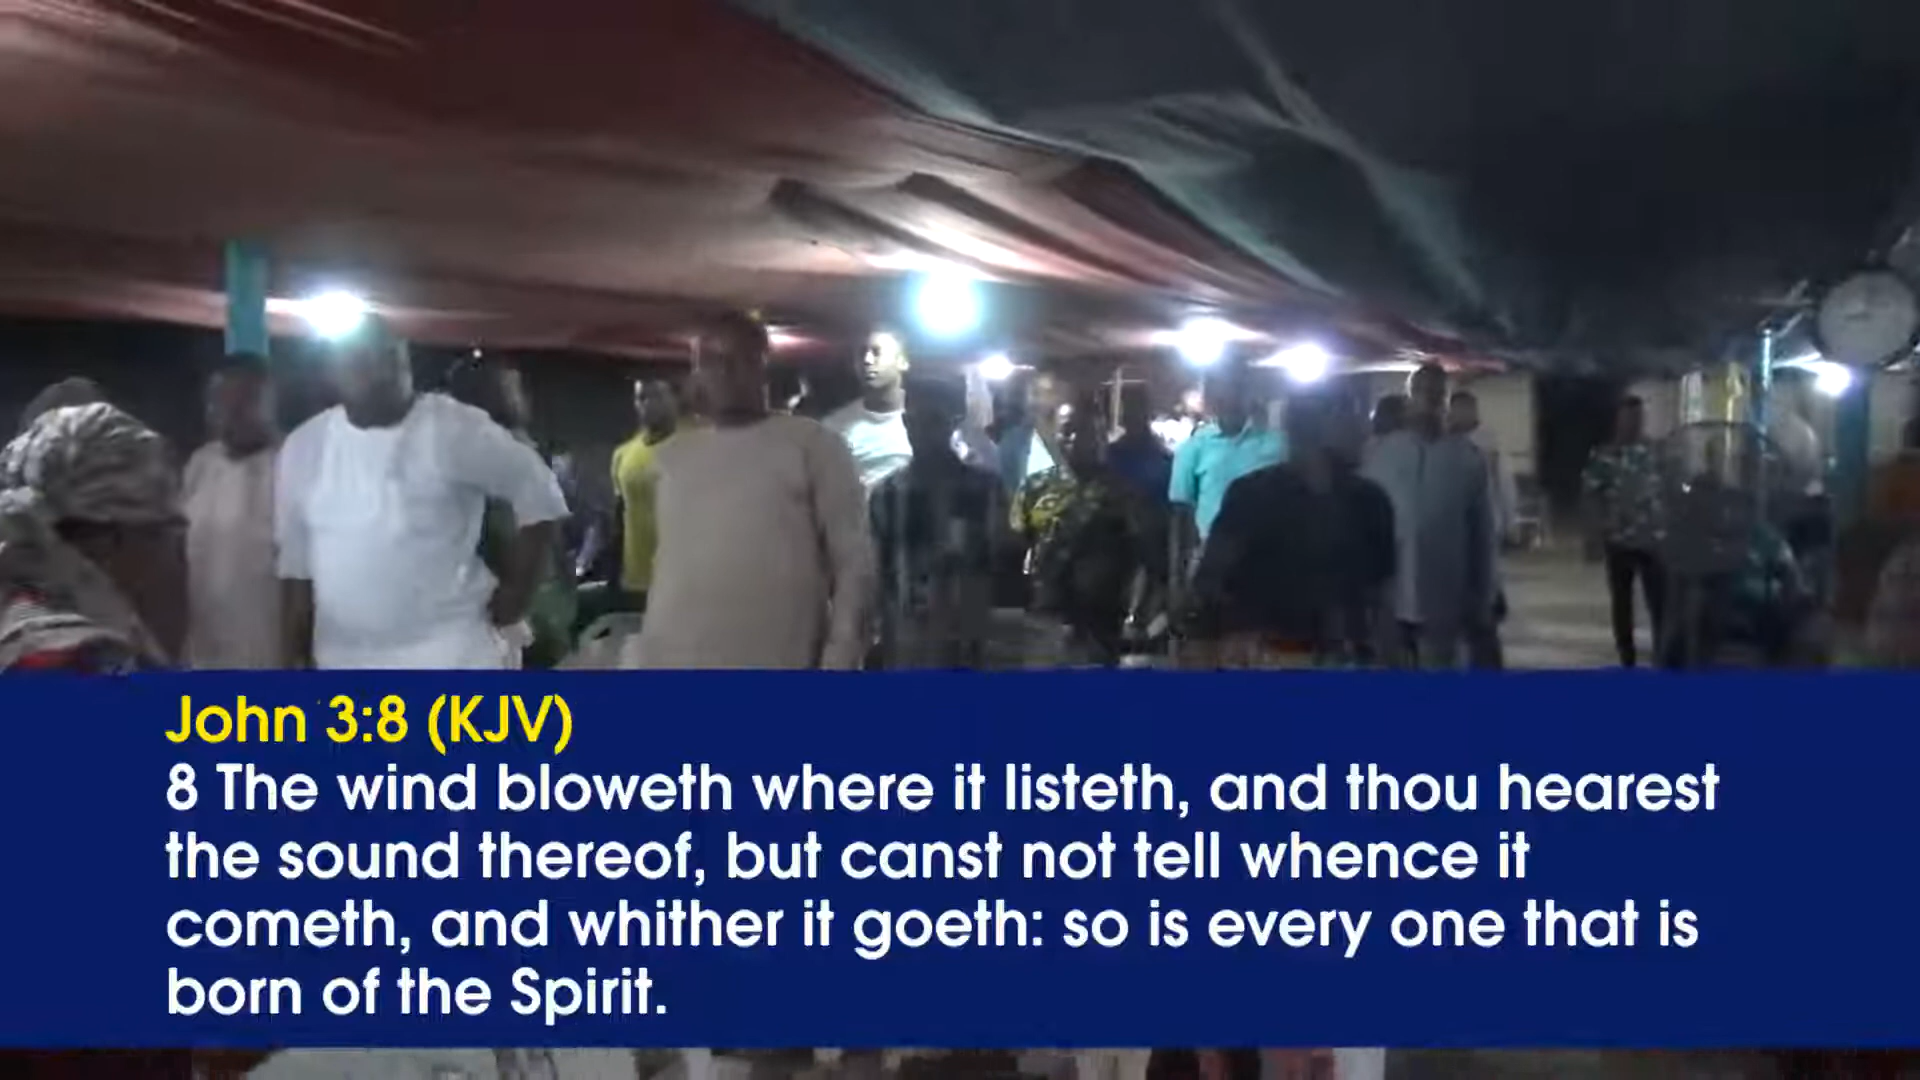 John 3:8 (KJV)
8 The wind bloweth where it listeth, and thou hearest
the sound thereof, but canst not tell whence it
cometh, and whither it goeth: so is every one that is
born of the Spirit.